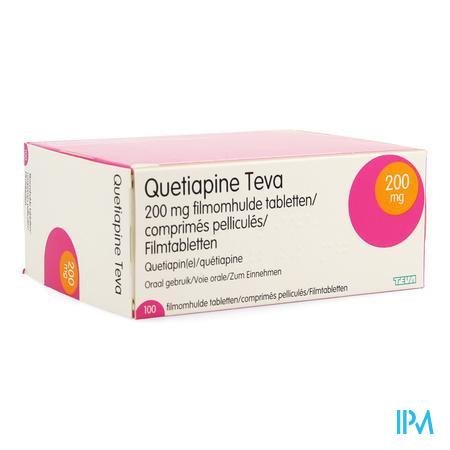 Quetiapine Teva
200 mg filmomhulde tabletten/
comprimés pelliculés/
Filmtabletten
Quetiapin(e)/quétiapine
Oraal gebruik/Voie orale/Zum Einnehmen
100 filmomhulde tabletten/comprimés pelliculés/Filmtabletten
200
mg
TEVA
Quetiapine Teva
200
mg
100
IPM